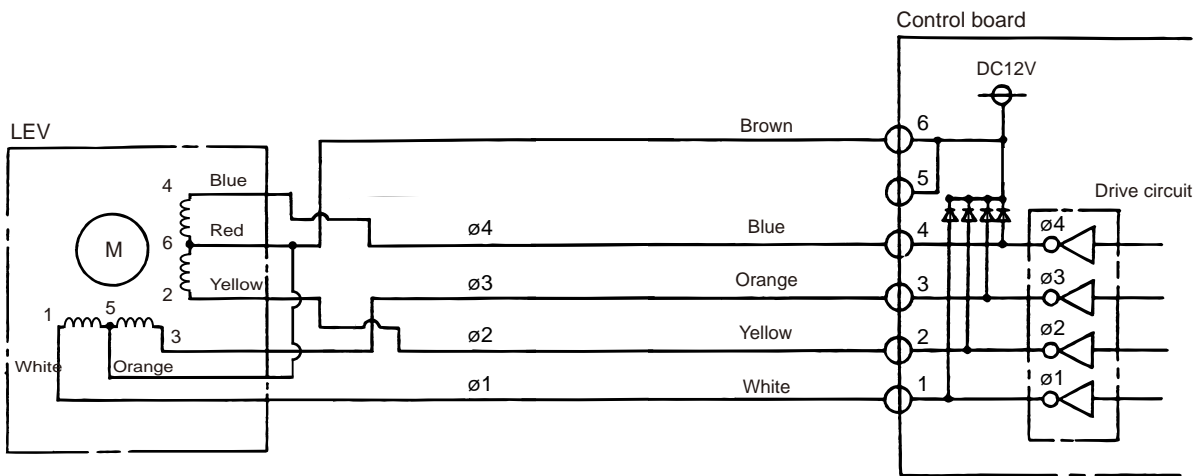 Control board
DC12V
LEV
Brown
6
5
4 Blue
Drive circuit
6 Red
ø4 Blue 4 ø4
M
2 Yellow
ø3 Orange 3 ø3
1 5 3
ø2 Yellow 2 ø2
White Orange
ø1 White 1 ø1